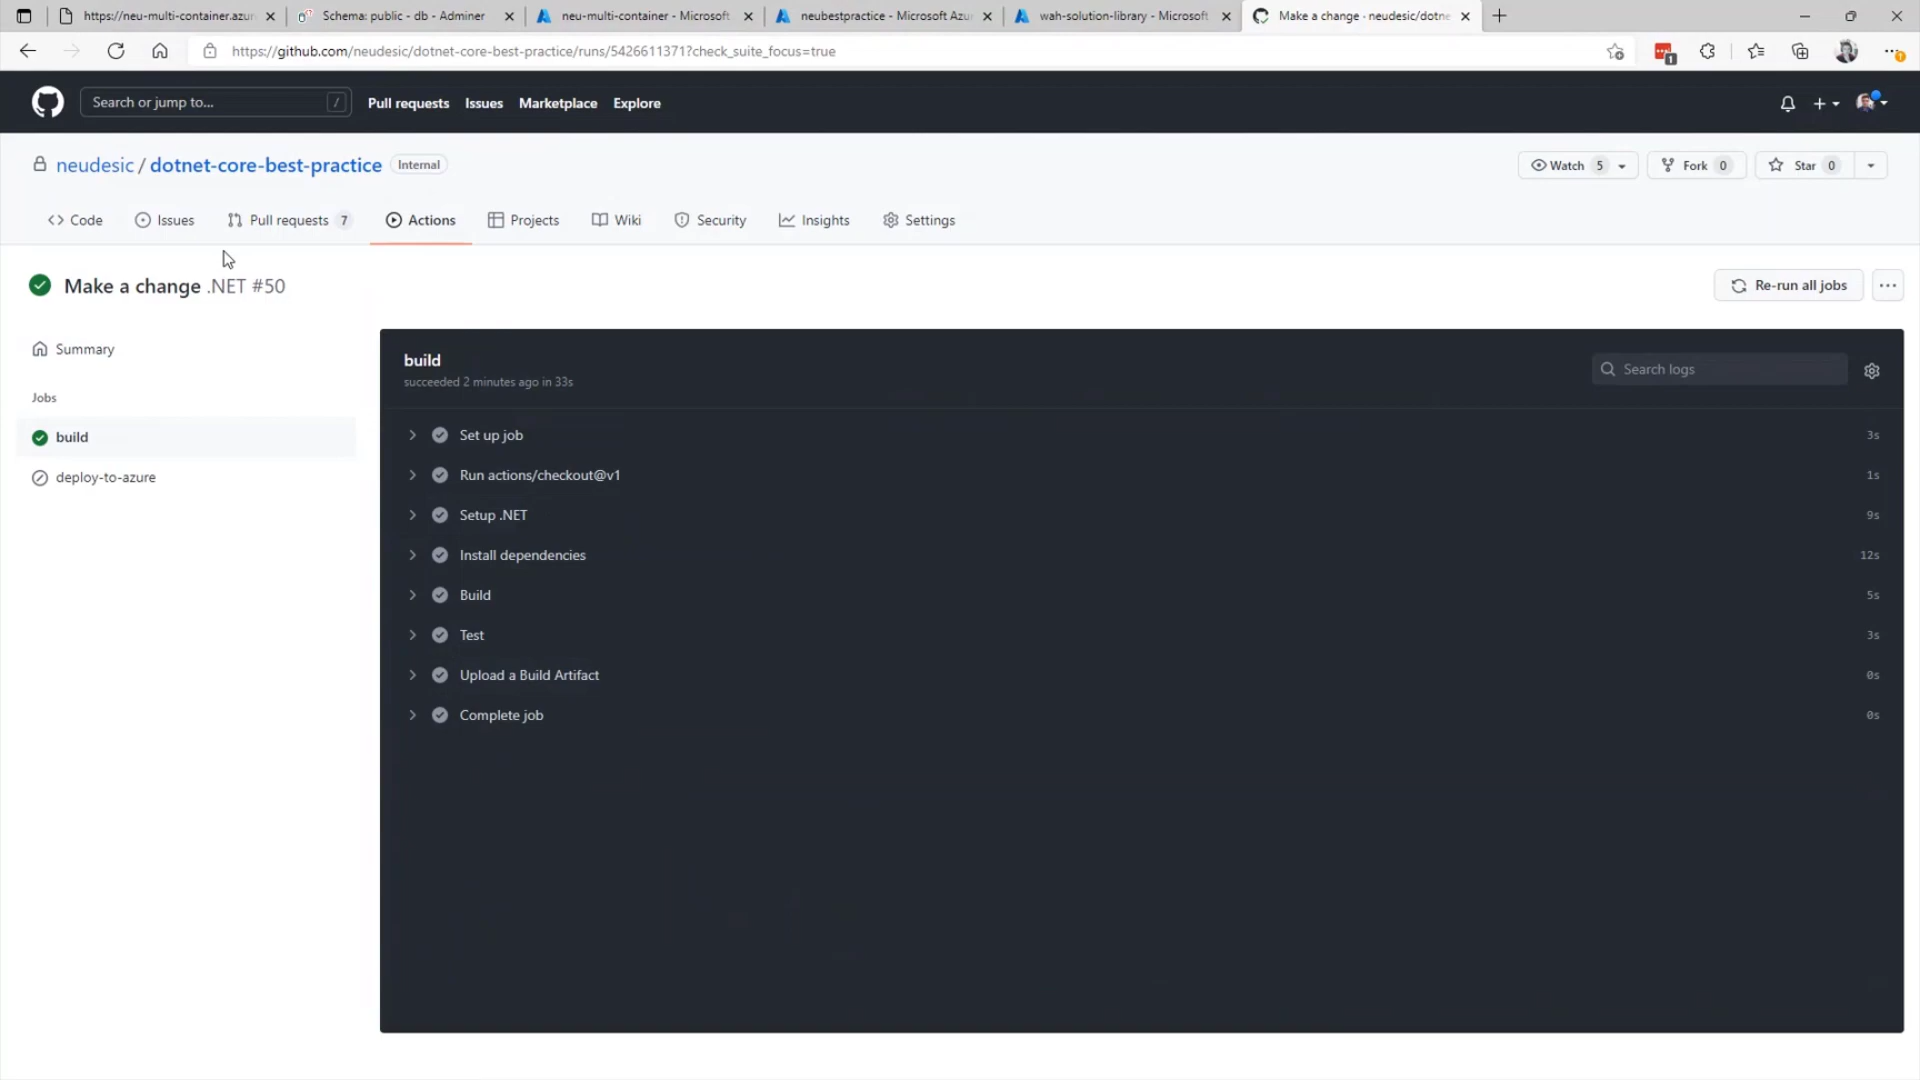 https://neu-multi-container.azur
Schema: public - db - Adminer
neu-multi-container - Microsoft
neubestpractice - Microsoft Azu
wah-solution-library - Microsoft
Make a change · neudesic/dotne
https://github.com/neudesic/dotnet-core-best-practice/runs/5426611371?check_suite_focus=true
1
Search or jump to...
/
Pull requests
Issues
Marketplace
Explore
neudesic / dotnet-core-best-practice
Internal
Watch 5
Fork 0
Star 0
Code
Issues
Pull requests 7
Actions
Projects
Wiki
Security
Insights
Settings
Make a change .NET #50
Re-run all jobs
Summary
Jobs
build
deploy-to-azure
build
succeeded 2 minutes ago in 33s
Search logs
Set up job 3s
Run actions/checkout@v1 1s
Setup .NET 9s
Install dependencies 12s
Build 5s
Test 3s
Upload a Build Artifact 0s
Complete job 0s